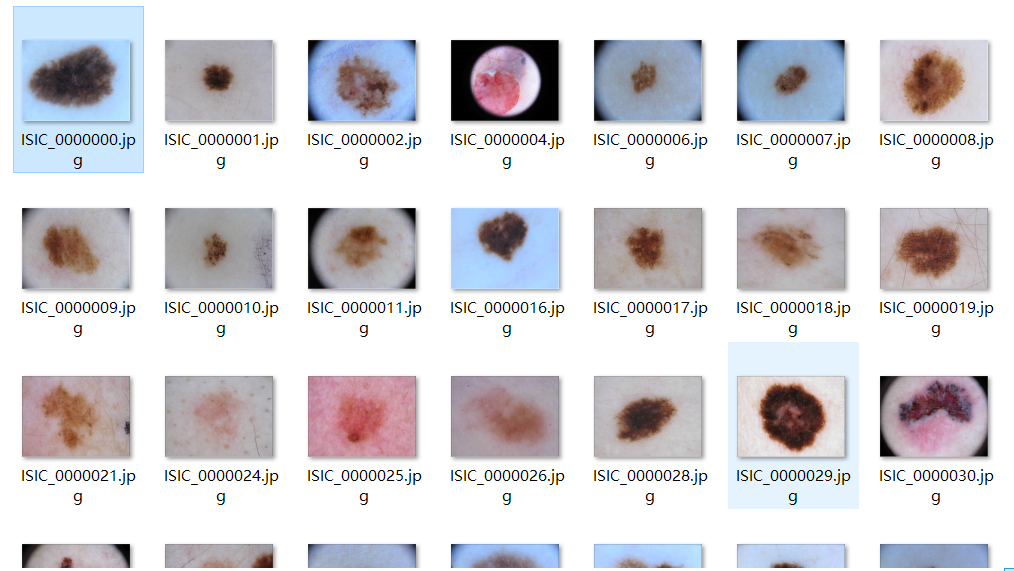 ISIC_0000000.jp
g
ISIC_0000001.jp
g
ISIC_0000002.jp
g
ISIC_0000004.jp
g
ISIC_0000006.jp
g
ISIC_0000007.jp
g
ISIC_0000008.jp
g
ISIC_0000009.jp
g
ISIC_0000010.jp
g
ISIC_0000011.jp
g
ISIC_0000016.jp
g
ISIC_0000017.jp
g
ISIC_0000018.jp
g
ISIC_0000019.jp
g
ISIC_0000021.jp
g
ISIC_0000024.jp
g
ISIC_0000025.jp
g
ISIC_0000026.jp
g
ISIC_0000028.jp
g
ISIC_0000029.jp
g
ISIC_0000030.jp
g